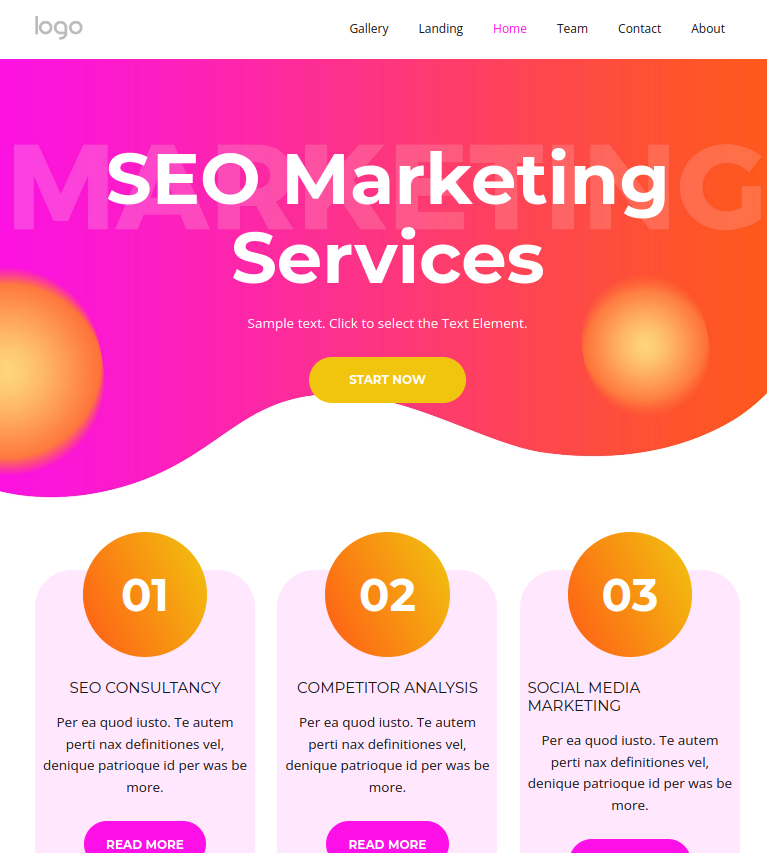 logo
Gallery Landing Home Team Contact About
MARKETING
SEO Marketing
Services
Sample text. Click to select the Text Element.
START NOW
01 02 03
SEO CONSULTANCY
Per ea quod iusto. Te autem
perti nax definitiones vel,
denique patrioque id per was be
more.
READ MORE
COMPETITOR ANALYSIS
Per ea quod iusto. Te autem
perti nax definitiones vel,
denique patrioque id per was be
more.
READ MORE
SOCIAL MEDIA
MARKETING
Per ea quod iusto. Te autem
perti nax definitiones vel,
denique patrioque id per was be
more.